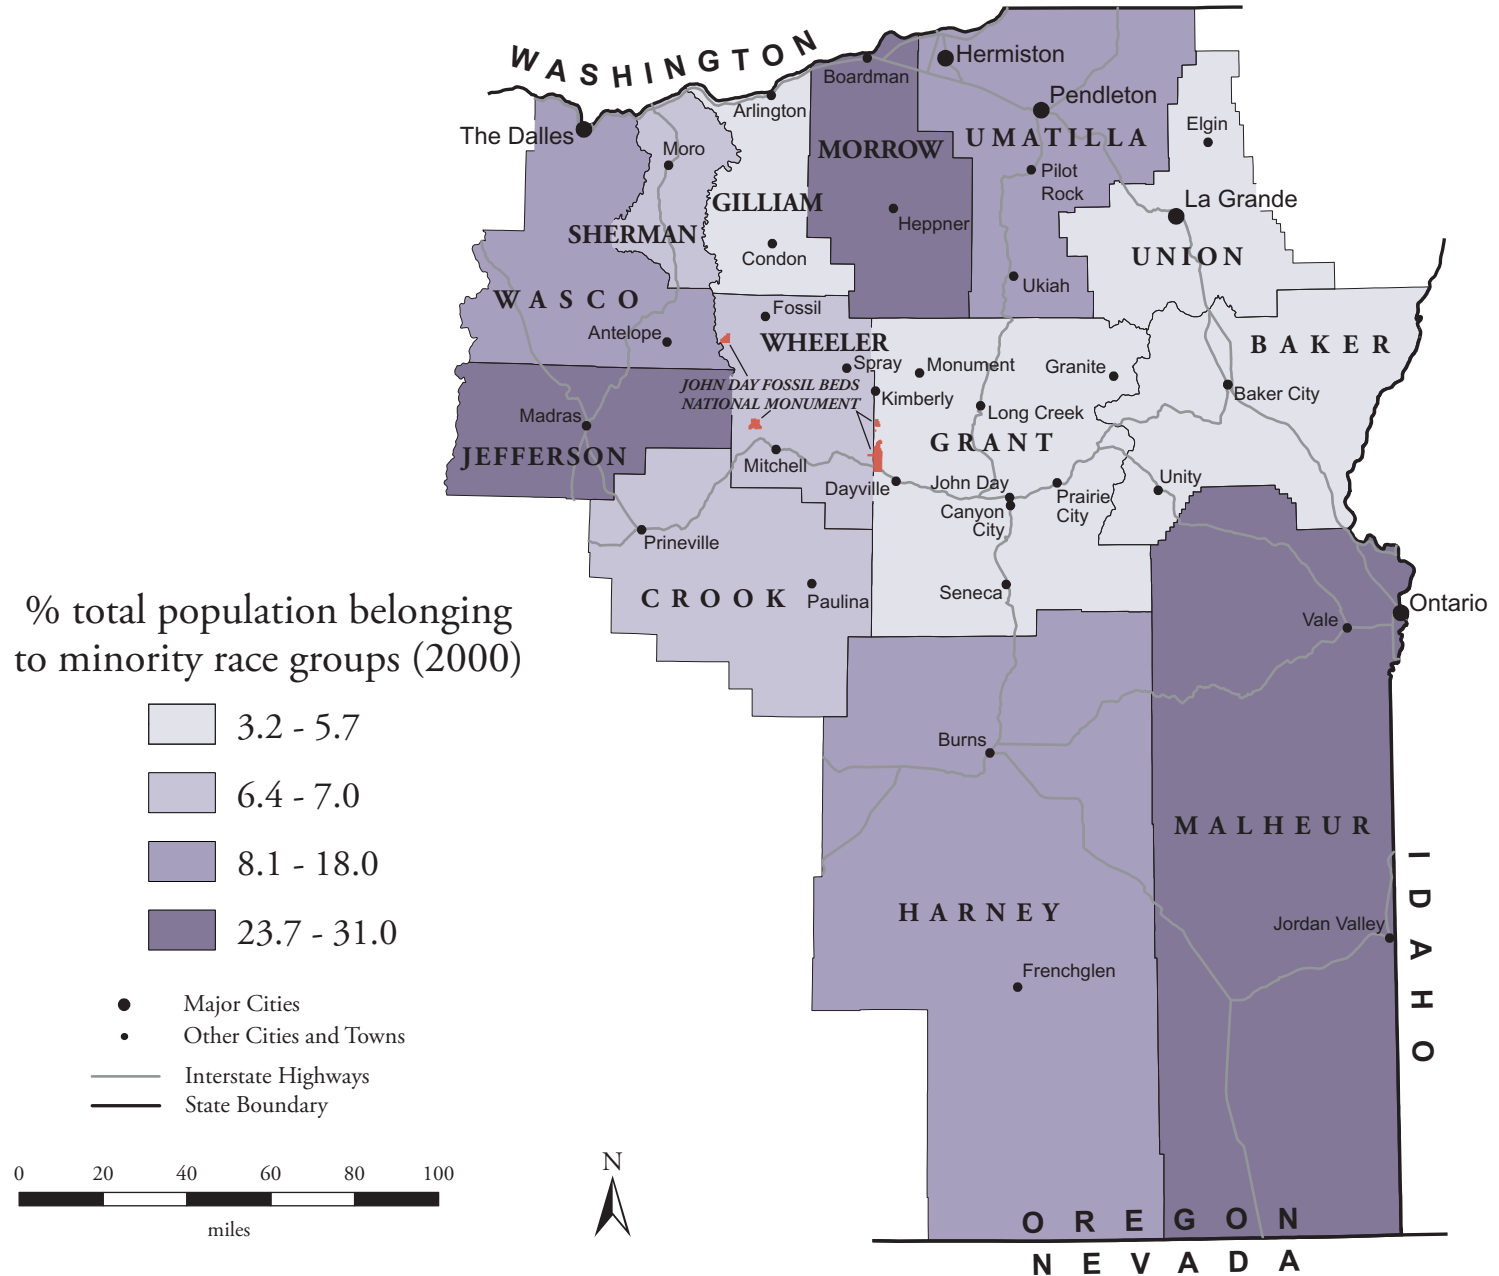 WASHINGTON
Hermiston
Boardman
Pendleton
Arlington
The Dalles
Elgin
UMATILLA
Moro
MORROW
Pilot
Rock
La Grande
GILLIAM
Heppner
SHERMAN
UNION
Condon
Ukiah
WASCO
Fossil
Antelope
WHEELER
BAKER
Spray
Monument
Granite
JOHN DAY FOSSIL BEDS
NATIONAL MONUMENT
Kimberly
Baker City
Long Creek
Madras
GRANT
JEFFERSON
Mitchell
Unity
Dayville
John Day
Prairie
City
Canyon
City
Prineville
Seneca
CROOK
Paulina
Ontario
Vale
% total population belonging
to minority race groups (2000)
3.2 - 5.7
6.4 - 7.0
8.1 - 18.0
23.7 - 31.0
Burns
MALHEUR
IDAHO
HARNEY
Jordan Valley
Frenchglen
Major Cities
Other Cities and Towns
Interstate Highways
State Boundary
0 20 40 60 80 100
miles
N
OREGON
NEVADA